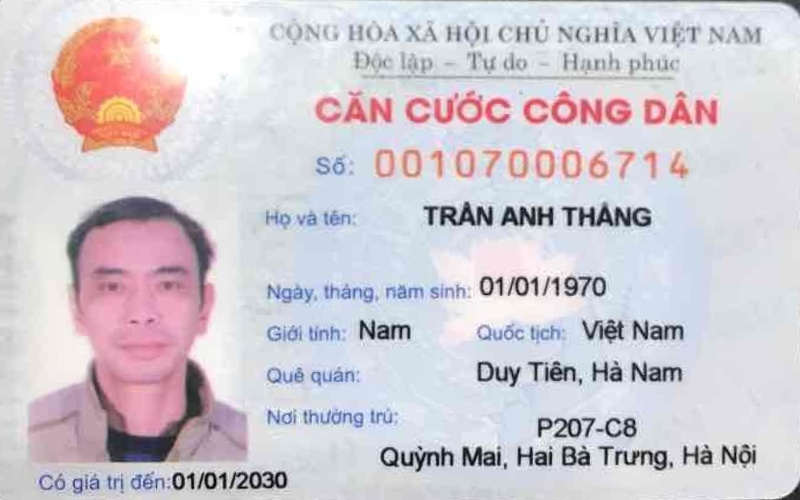 CỘNG HÒA XÃ HỘI CHỦ NGHĨA VIỆT NAM
Độc lập – Tự do – Hạnh phúc
CĂN CƯỚC CÔNG DÂN
Số: 001070006714
Họ và tên: TRẦN ANH THẮNG
Ngày, tháng, năm sinh: 01/01/1970
Giới tính: Nam Quốc tịch: Việt Nam
Quê quán: Duy Tiên, Hà Nam
Nơi thường trú: P207-C8
Quỳnh Mai, Hai Bà Trưng, Hà Nội
Có giá trị đến: 01/01/2030